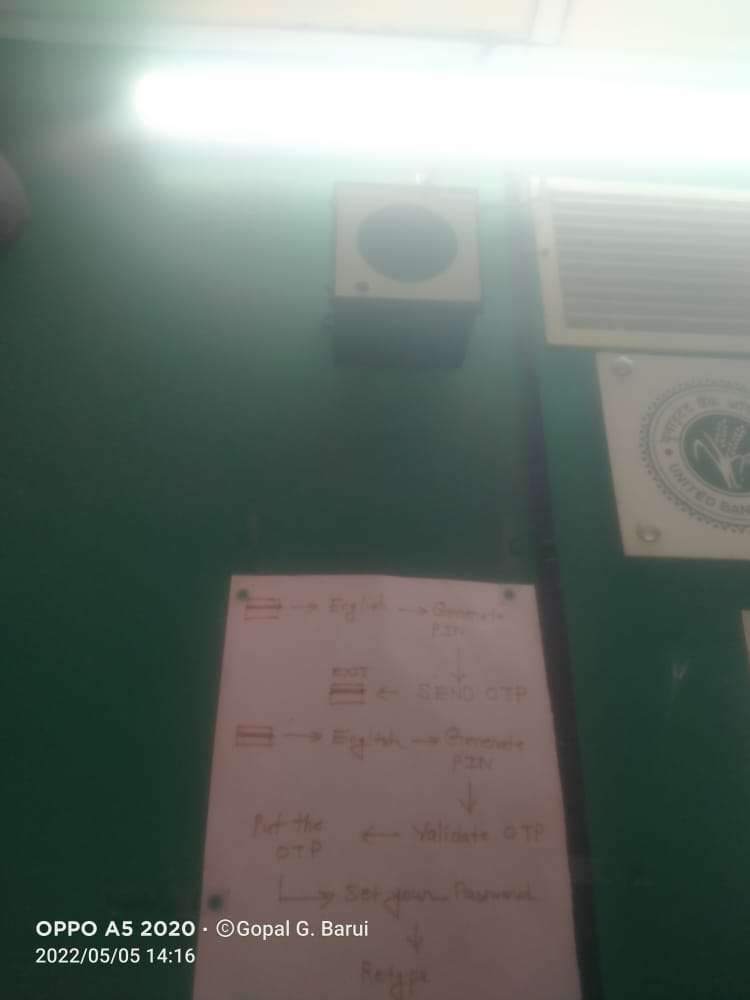 यूनाइटेड बैंक
UNITED BAN
→ English → Generate
PIN
↓
EXIT
← SEND OTP
→ English → Generate
PIN
↓
Put the ← Validate OTP
OTP
→ Set your Password
↓
Retype
OPPO A5 2020 · ©Gopal G. Barui
2022/05/05 14:16